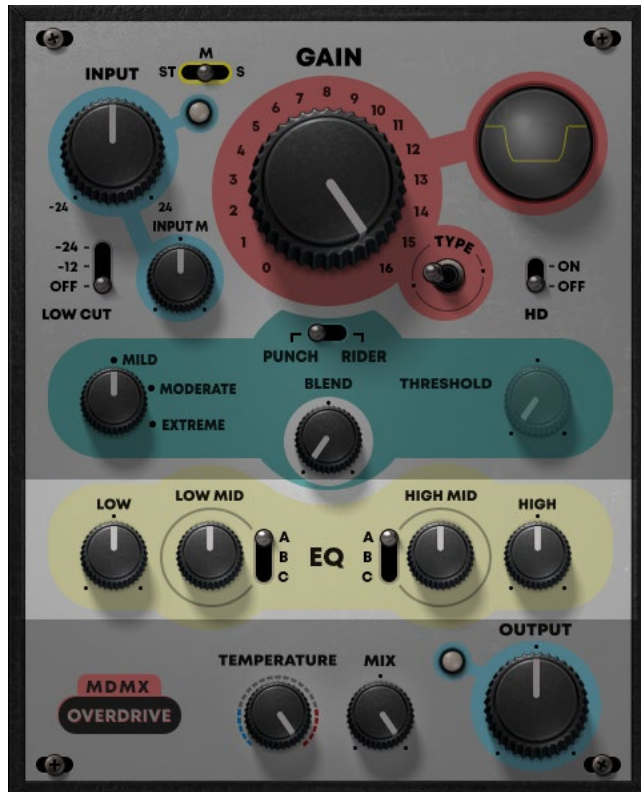 INPUT
M
ST S
GAIN
0 1 2 3 4 5 6 7 8 9 10 11 12 13 14 15 16
-24 24
INPUT M
-24
-12
OFF
LOW CUT
TYPE
ON
OFF
HD
PUNCH RIDER
MILD
MODERATE
EXTREME
BLEND
THRESHOLD
LOW
LOW MID
A
B
C
EQ
A
B
C
HIGH MID
HIGH
TEMPERATURE
MIX
OUTPUT
MDMX
OVERDRIVE